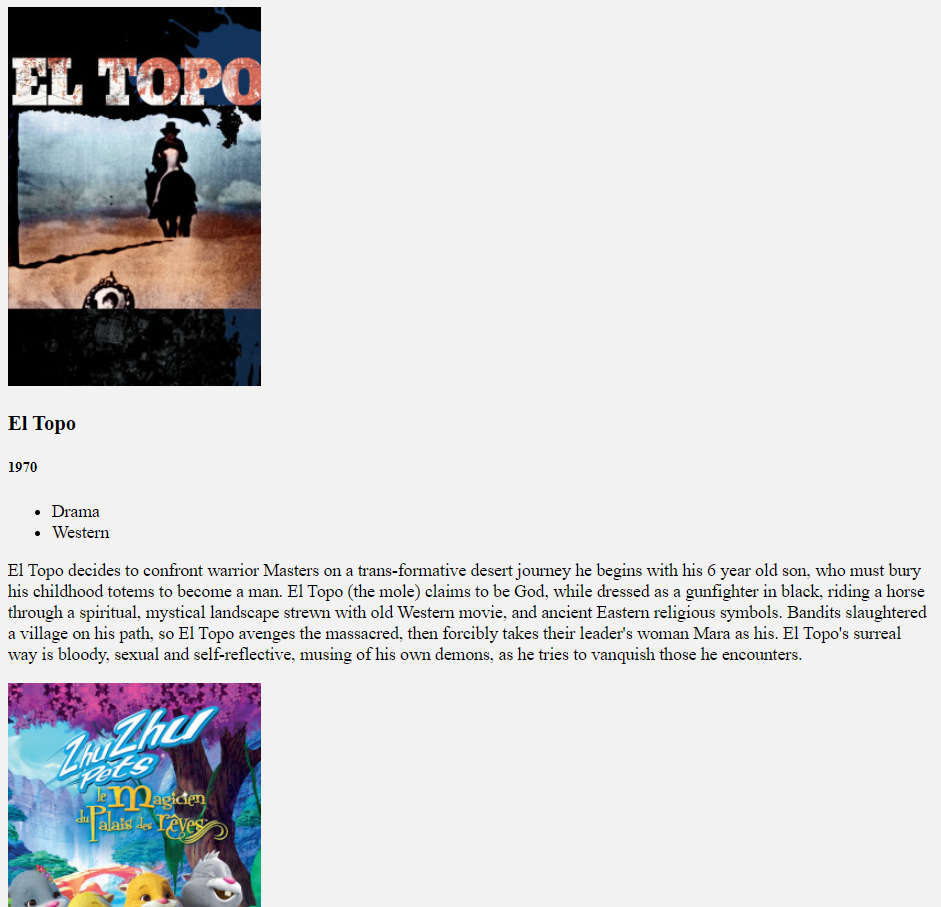 EL TOPO
El Topo
1970
Drama
Western
El Topo decides to confront warrior Masters on a trans-formative desert journey he begins with his 6 year old son, who must bury
his childhood totems to become a man. El Topo (the mole) claims to be God, while dressed as a gunfighter in black, riding a horse
through a spiritual, mystical landscape strewn with old Western movie, and ancient Eastern religious symbols. Bandits slaughtered
a village on his path, so El Topo avenges the massacred, then forcibly takes their leader's woman Mara as his. El Topo's surreal
way is bloody, sexual and self-reflective, musing of his own demons, as he tries to vanquish those he encounters.
ZhuZhu
Pets
le Magicien
du Palais des rêves